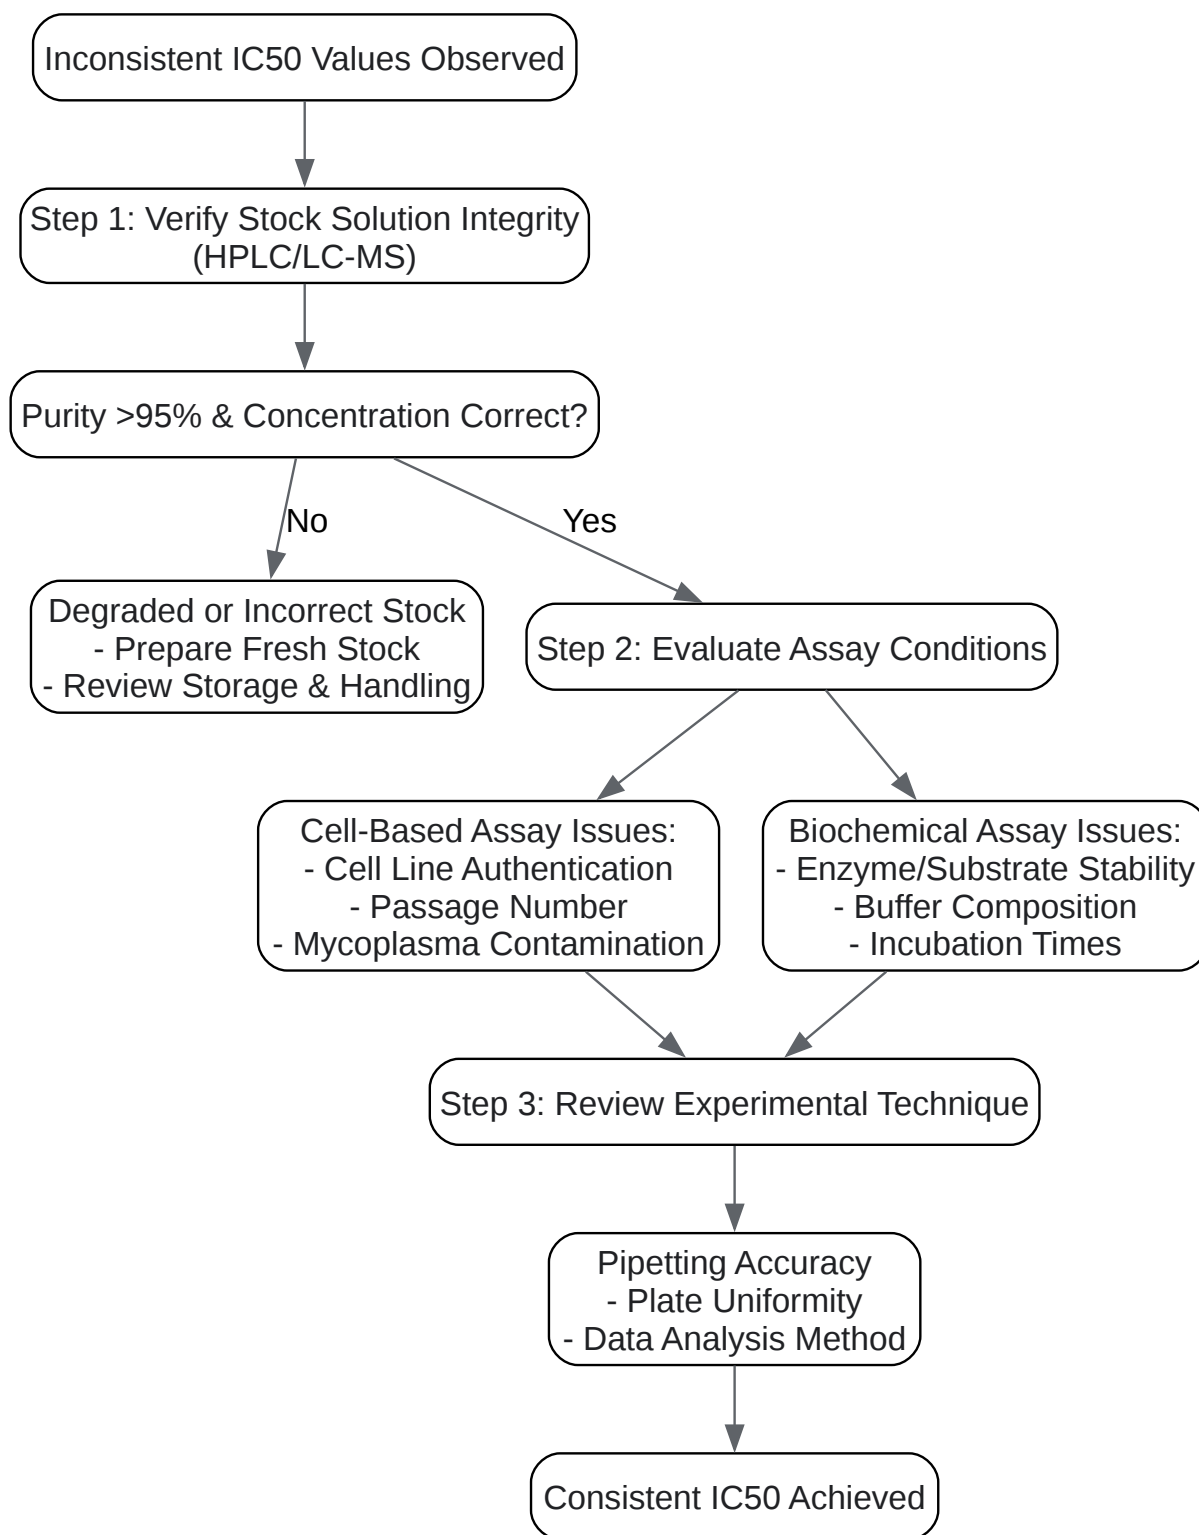 Inconsistent IC50 Values Observed
Step 1: Verify Stock Solution Integrity
(HPLC/LC-MS)
Purity >95% & Concentration Correct?
No
Yes
Degraded or Incorrect Stock
- Prepare Fresh Stock
- Review Storage & Handling
Step 2: Evaluate Assay Conditions
Cell-Based Assay Issues:
- Cell Line Authentication
- Passage Number
- Mycoplasma Contamination
Biochemical Assay Issues:
- Enzyme/Substrate Stability
- Buffer Composition
- Incubation Times
Step 3: Review Experimental Technique
Pipetting Accuracy
- Plate Uniformity
- Data Analysis Method
Consistent IC50 Achieved